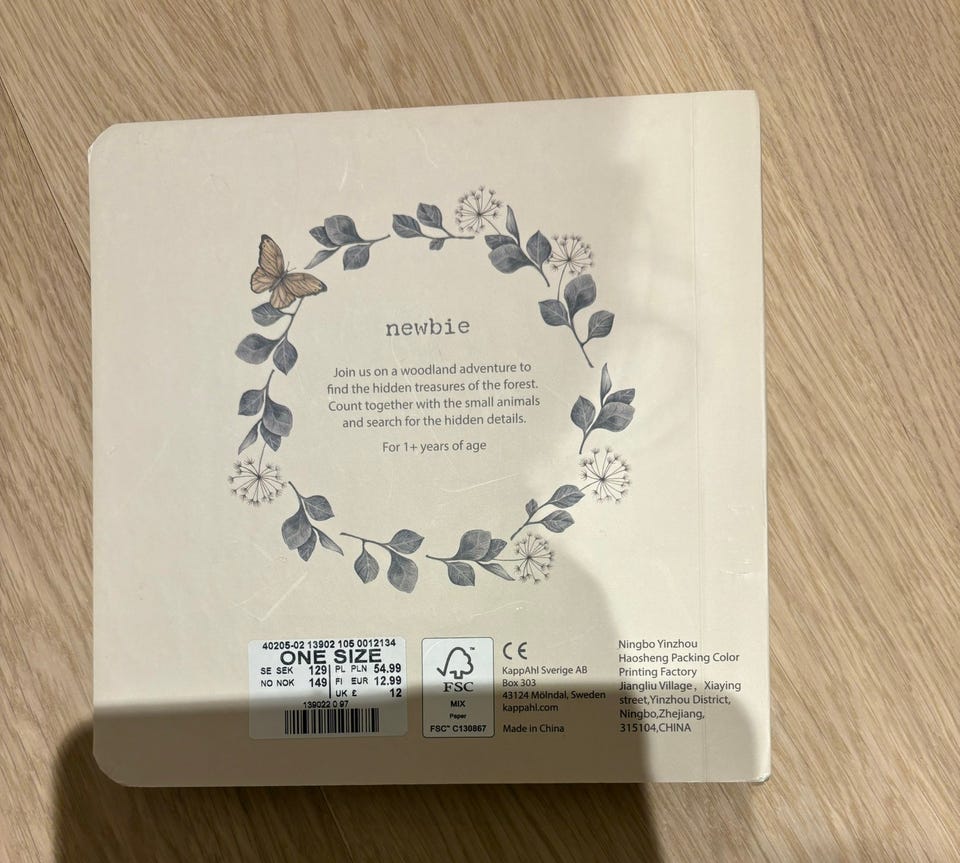 newbie
Join us on a woodland adventure to
find the hidden treasures of the forest.
Count together with the small animals
and search for the hidden details.
For 1+ years of age
40205-02 13902 105 0012134
ONE SIZE
SE SEK 129 PL PLN 54.99
NO NOK 149 FI EUR 12.99
UK £ 12
139022 0 97
FSC™
MIX
Paper
FSC™ C130867
CE
KappAhl Sverige AB
Box 303
43124 Mölndal, Sweden
kappahl.com
Made in China
Ningbo Yinzhou
Haosheng Packing Color
Printing Factory
Jiangliu Village, Xiaying
street,Yinzhou District,
Ningbo,Zhejiang,
315104,CHINA